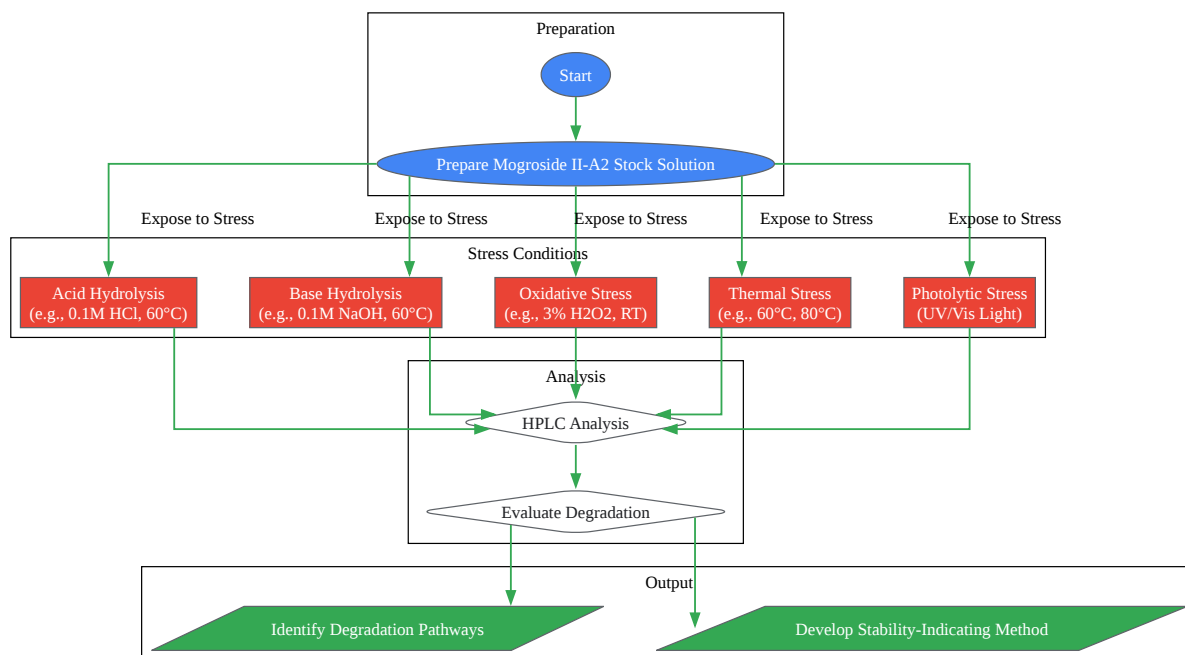 Preparation
Start
Prepare Mogroside II-A2 Stock Solution
Expose to Stress
Expose to Stress
Expose to Stress
Expose to Stress
Expose to Stress
Stress Conditions
Acid Hydrolysis
(e.g., 0.1M HCl, 60°C)
Base Hydrolysis
(e.g., 0.1M NaOH, 60°C)
Oxidative Stress
(e.g., 3% H2O2, RT)
Thermal Stress
(e.g., 60°C, 80°C)
Photolytic Stress
(UV/Vis Light)
Analysis
HPLC Analysis
Evaluate Degradation
Output
Identify Degradation Pathways
Develop Stability-Indicating Method